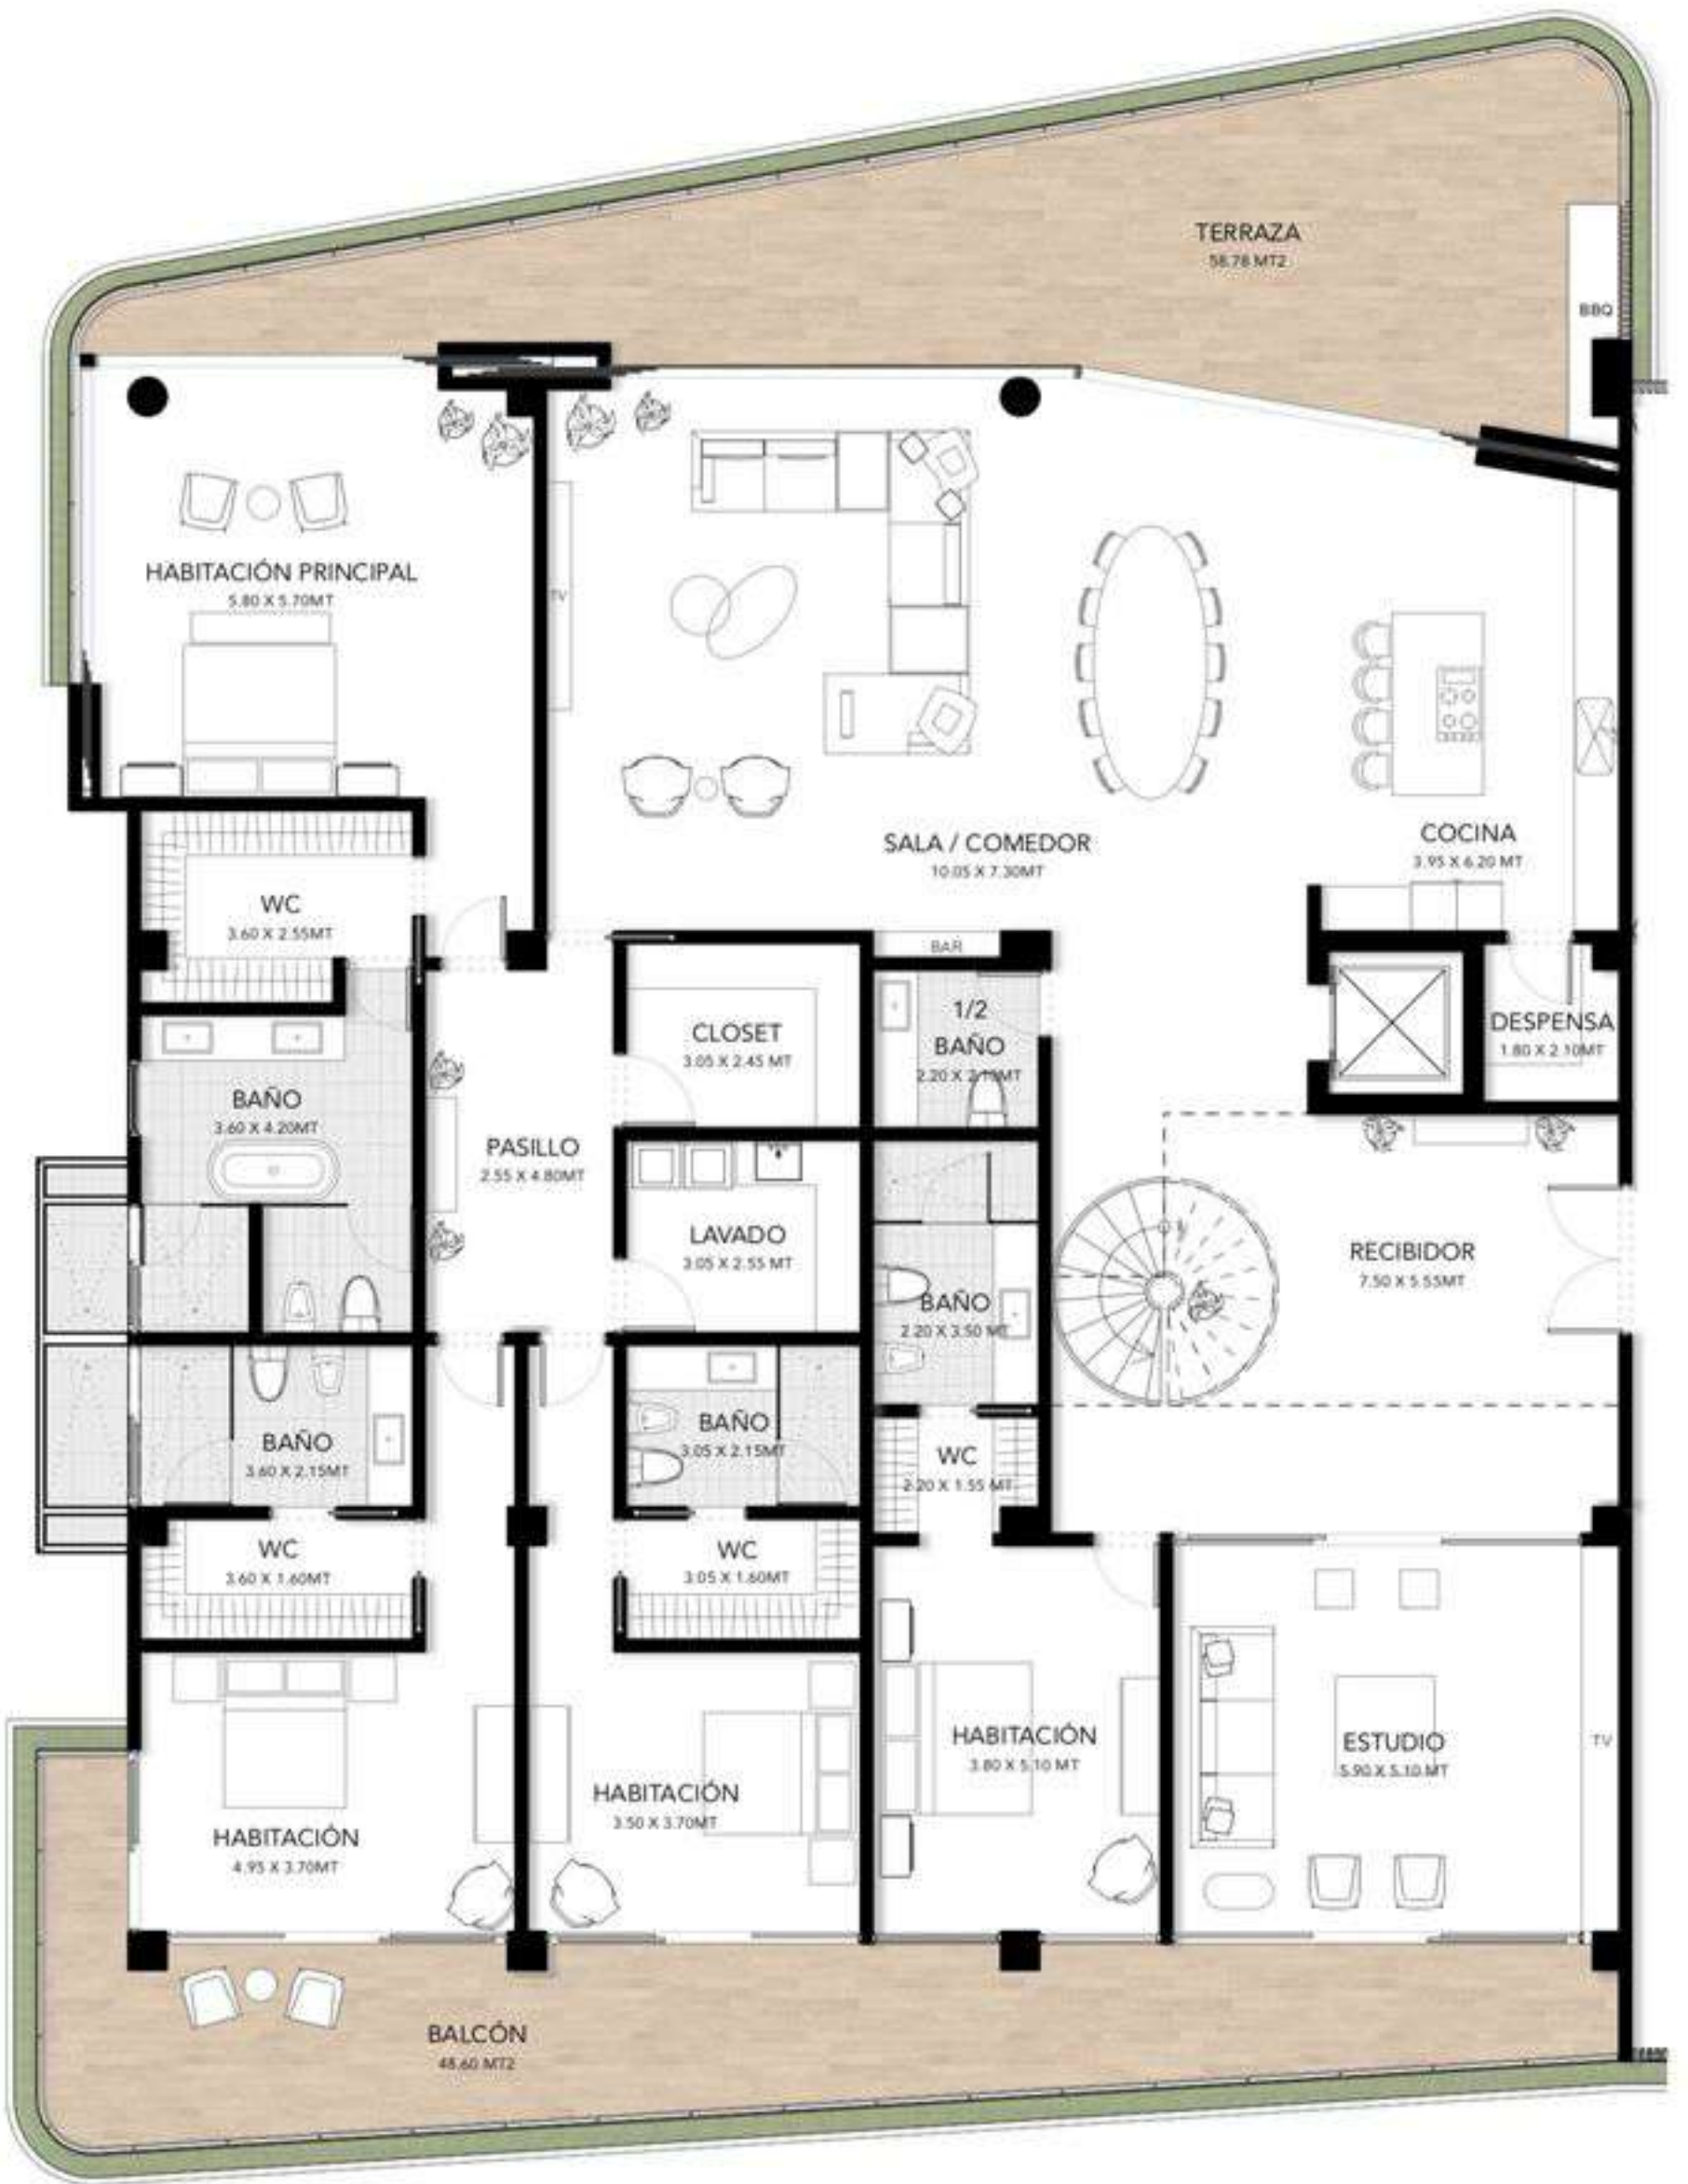 TERRAZA
58.78 MT2
BBQ
HABITACIÓN PRINCIPAL
5.80 X 5.70MT
TV
SALA / COMEDOR
10.05 X 7.30MT
COCINA
3.95 X 6.20 MT
WC
3.60 X 2.55MT
BAR
CLOSET
3.05 X 2.45 MT
1/2
BAÑO
2.20 X 2.10MT
DESPENSA
1.80 X 2.10MT
BAÑO
3.60 X 4.20MT
PASILLO
2.55 X 4.80MT
LAVADO
3.05 X 2.55 MT
BAÑO
2.20 X 3.50 MT
RECIBIDOR
7.50 X 5.55MT
BAÑO
3.60 X 2.15MT
BAÑO
3.05 X 2.15MT
WC
2.20 X 1.55 MT
WC
3.60 X 1.60MT
WC
3.05 X 1.60MT
HABITACIÓN
4.95 X 3.70MT
HABITACIÓN
3.50 X 3.70MT
HABITACIÓN
3.80 X 5.10 MT
ESTUDIO
5.90 X 5.10 MT
TV
BALCÓN
48.60 MT2